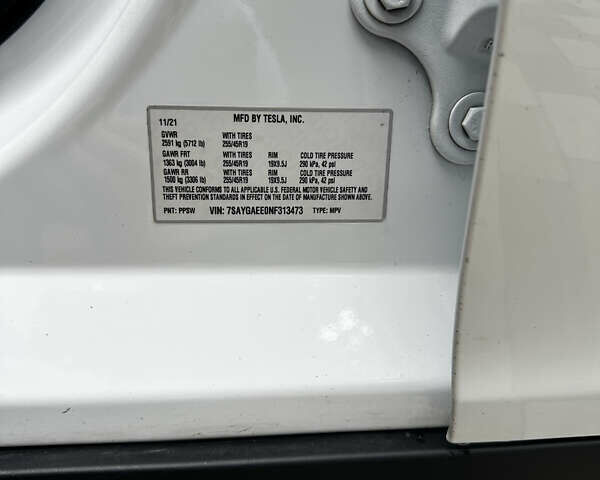 11/21 MFD BY TESLA, INC.
GVWR WITH TIRES
2591 kg (5712 lb) 255/45R19
GAWR FRT WITH TIRES RIM COLD TIRE PRESSURE
1363 kg (3004 lb) 255/45R19 19X9.5J 290 kPa, 42 psi
GAWR RR WITH TIRES RIM COLD TIRE PRESSURE
1500 kg (3306 lb) 255/45R19 19X9.5J 290 kPa, 42 psi
THIS VEHICLE CONFORMS TO ALL APPLICABLE U.S. FEDERAL MOTOR VEHICLE SAFETY AND
THEFT PREVENTION STANDARDS IN EFFECT ON THE DATE OF MANUFACTURE SHOWN ABOVE.
PNT: PPSW VIN: 7SAYGAEE0NF313473 TYPE: MPV